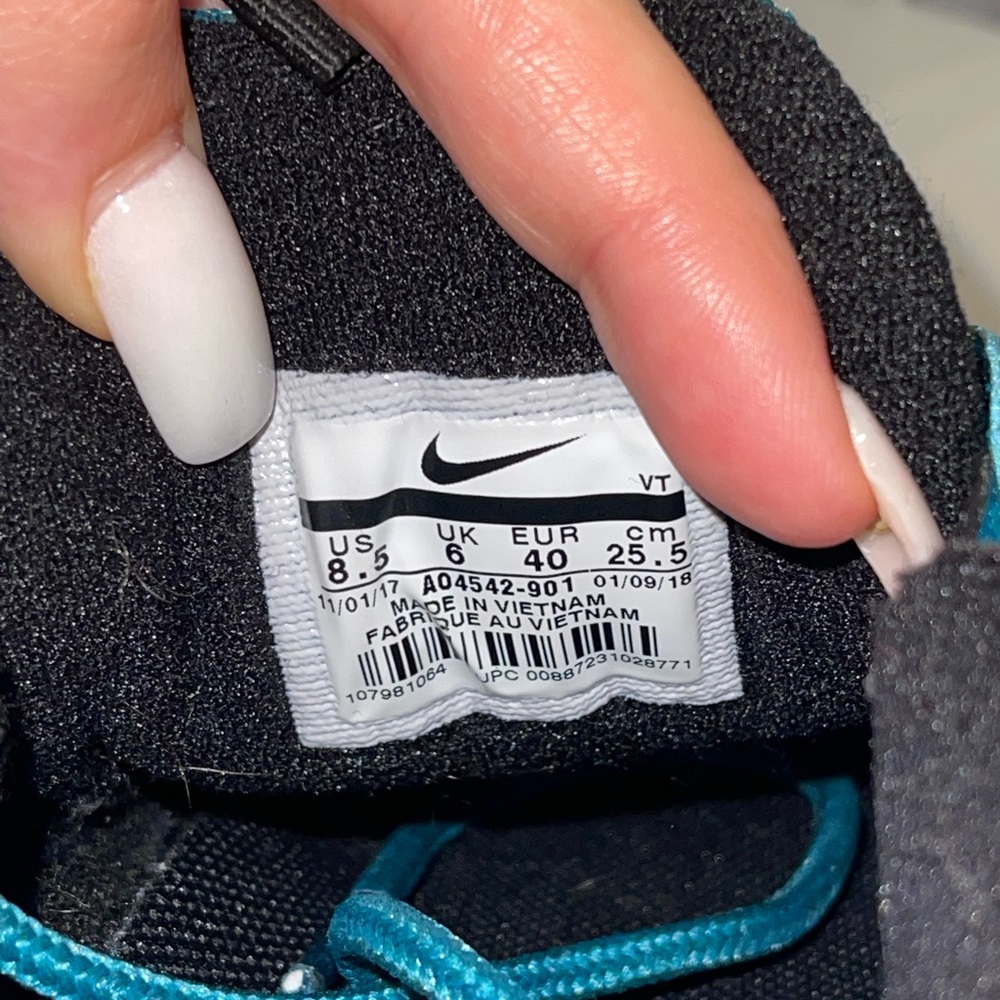 VT
US UK EUR cm
8.5 6 40 25.5
11/01/17 AO4542-901 01/09/18
MADE IN VIETNAM
FABRIQUE AU VIETNAM
107981064 UPC 00887231028771